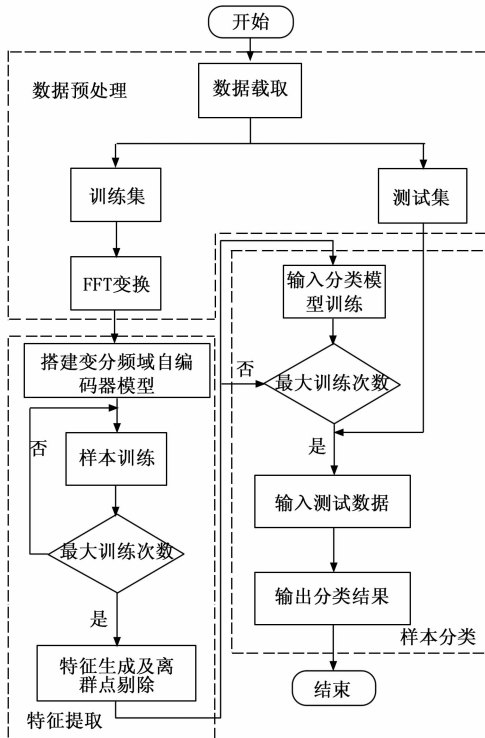 开始
数据预处理
数据载取
训练集
测试集
FFT变换
输入分类模
型训练
搭建变分频域自编
码器模型
否
最大训练次数
否
样本训练
是
输入测试数据
最大训练次数
输出分类结果
是
样本分类
特征生成及离
群点剔除
结束
特征提取